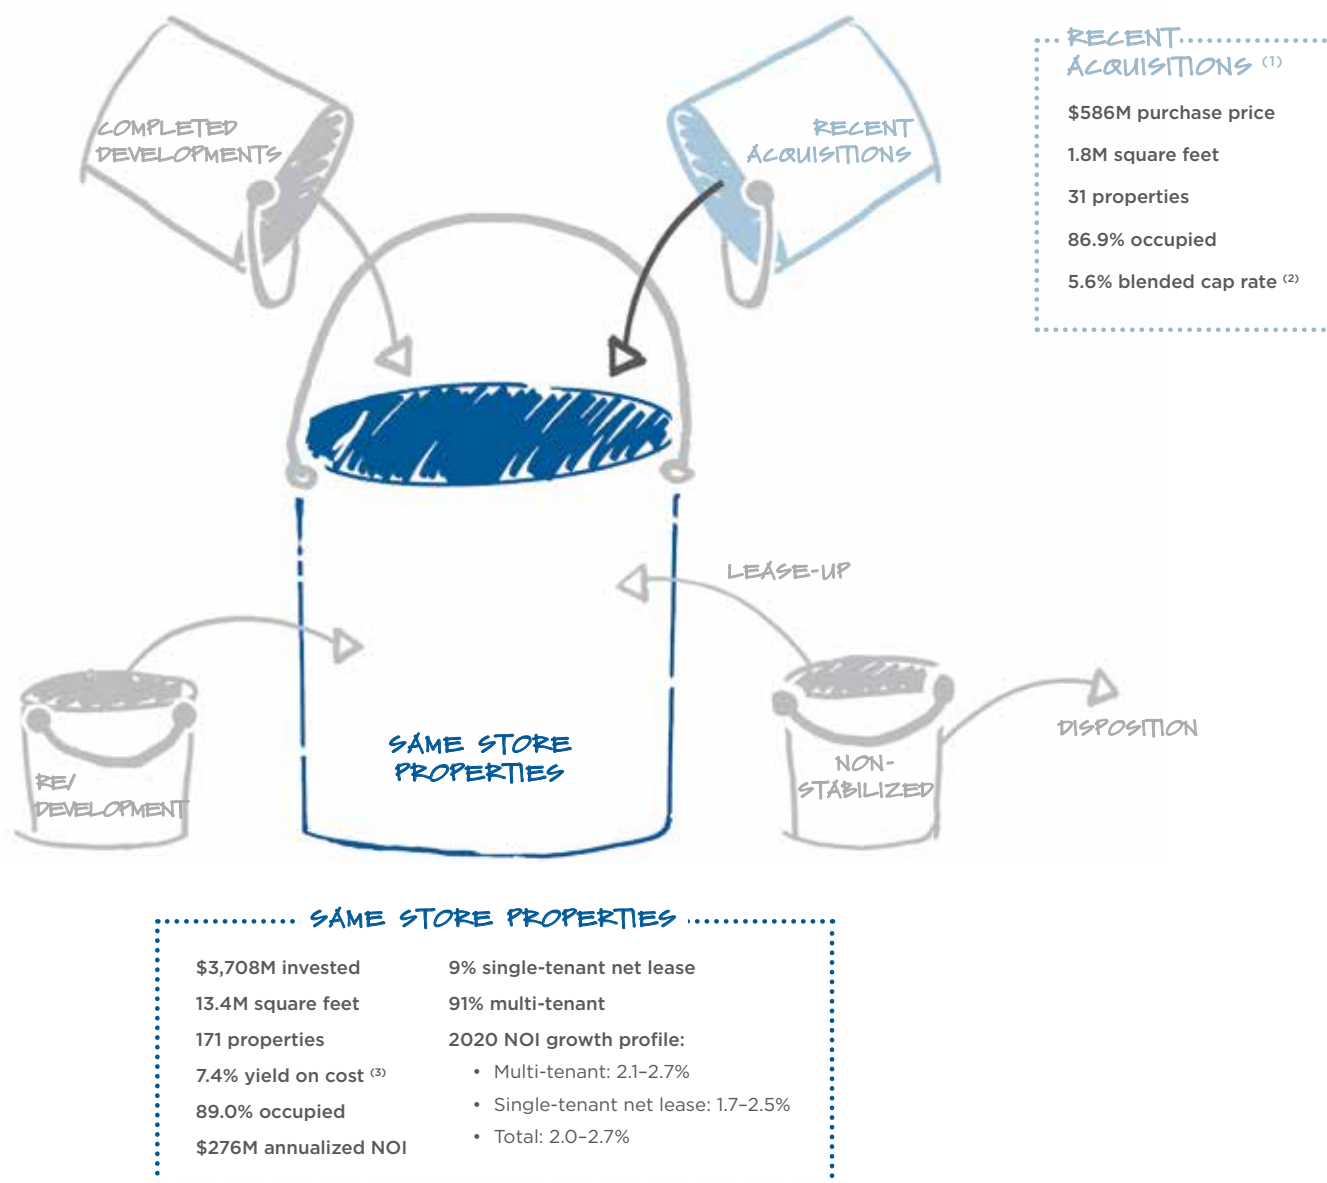 COMPLETED
DEVELOPMENTS
RECENT
ACQUISITIONS
RECENT
ACQUISITIONS (1)
$586M purchase price
1.8M square feet
31 properties
86.9% occupied
5.6% blended cap rate (2)
LEASE-UP
DISPOSITION
RE/
DEVELOPMENT
SAME STORE
PROPERTIES
NON-
STABILIZED
SAME STORE PROPERTIES
$3,708M invested
13.4M square feet
171 properties
7.4% yield on cost (3)
89.0% occupied
$276M annualized NOI
9% single-tenant net lease
91% multi-tenant
2020 NOI growth profile:
• Multi-tenant: 2.1–2.7%
• Single-tenant net lease: 1.7–2.5%
• Total: 2.0–2.7%